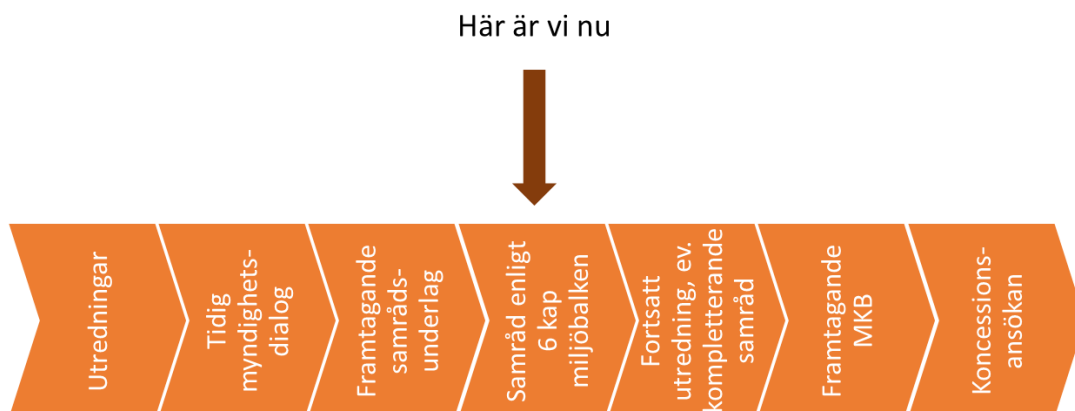 Här är vi nu
Utredningar
Tidig
myndighets-
dialog
Framtagande
samråds-
underlag
Samråd enligt
6 kap
miljöbalken
Fortsatt
utredning, ev.
kompletterande
samråd
Framtagande
MKB
Koncessions-
ansökan